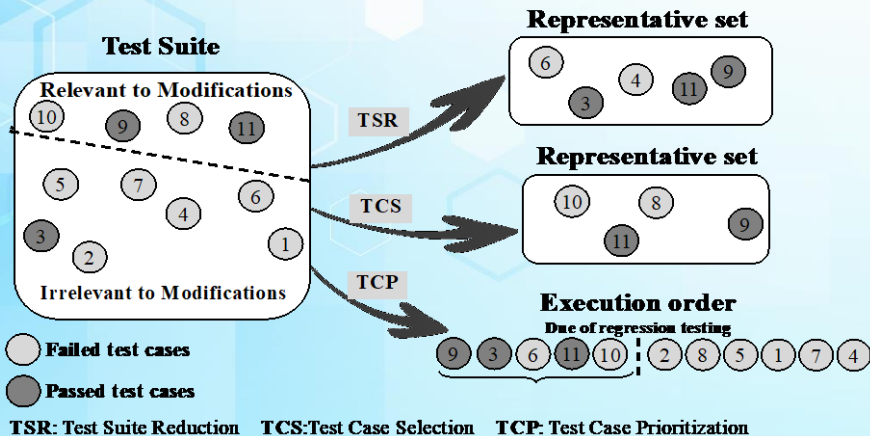 Test Suite
Relevant to Modifications
10
9
8
11
5
7
6
4
3
2
1
Irrelevant to Modifications
TSR
TCS
TCP
Representative set
6
3
4
11
9
Representative set
10
8
11
9
Execution order
Due of regression testing
9 3 6 11 10 2 8 5 1 7 4
Failed test cases
Passed test cases
TSR: Test Suite Reduction TCS:Test Case Selection TCP: Test Case Prioritization